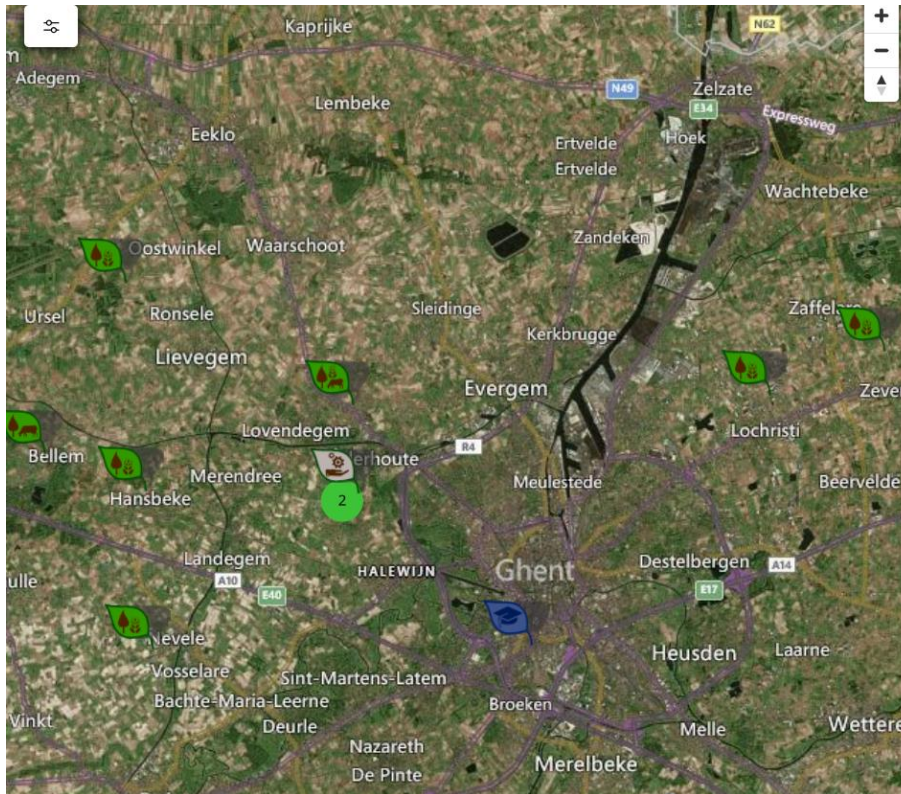 Kaprijke
N62
m
Adegem
N49
Zelzate
Lembeke
E34
Expressweg
Eeklo
Hoek
Ertvelde
Ertvelde
Wachtebeke
Oostwinkel
Waarschoot
Zandeken
Ursel
Ronsele
Sleidinge
Zaffelare
Kerkbrugge
Lievegem
Evergem
Zeve
Lovendegem
Lochristi
Bellem
R4
derhoute
Merendree
Meulestede
Beervelde
Hansbeke
2
Landegem
HALEWIJN
Ghent
Destelbergen
A14
ulle
A10
E40
E17
Nevele
Heusden
Laarne
Vosselare
Sint-Martens-Latem
Bachte-Maria-Leerne
Broeken
Vinkt
Deurle
Melle
Wettere
Nazareth
De Pinte
Merelbeke